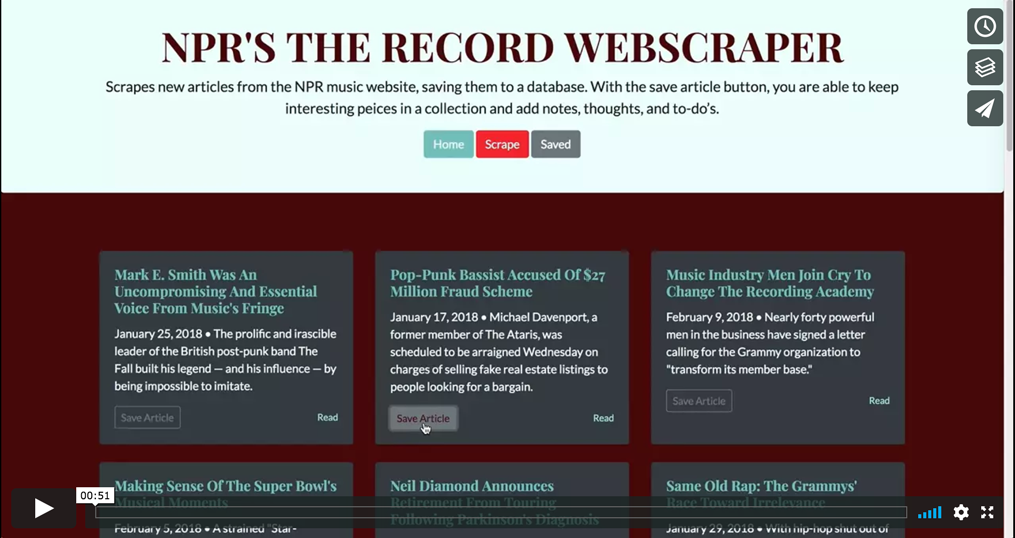 NPR'S THE RECORD WEBSCRAPER
Scrapes new articles from the NPR music website, saving them to a database. With the save article button, you are able to keep
interesting peices in a collection and add notes, thoughts, and to-do's.
Home Scrape Saved
Mark E. Smith Was An
Uncompromising And Essential
Voice From Music's Fringe
January 25, 2018 • The prolific and irascible
leader of the British post-punk band The
Fall built his legend — and his influence — by
being impossible to imitate.
Save Article Read
Pop-Punk Bassist Accused Of $27
Million Fraud Scheme
January 17, 2018 • Michael Davenport, a
former member of The Ataris, was
scheduled to be arraigned Wednesday on
charges of selling fake real estate listings to
people looking for a bargain.
Save Article Read
Music Industry Men Join Cry To
Change The Recording Academy
February 9, 2018 • Nearly forty powerful
men in the business have signed a letter
calling for the Grammy organization to
"transform its member base."
Save Article Read
Making Sense Of The Super Bowl's
Musical Moments
February 5, 2018 • A strained "Star-
Neil Diamond Announces
Retirement From Touring
Following Parkinson's Diagnosis
Same Old Rap: The Grammys'
Race Toward Irrelevance
January 29, 2018 • With hip-hop shut out of
00:51